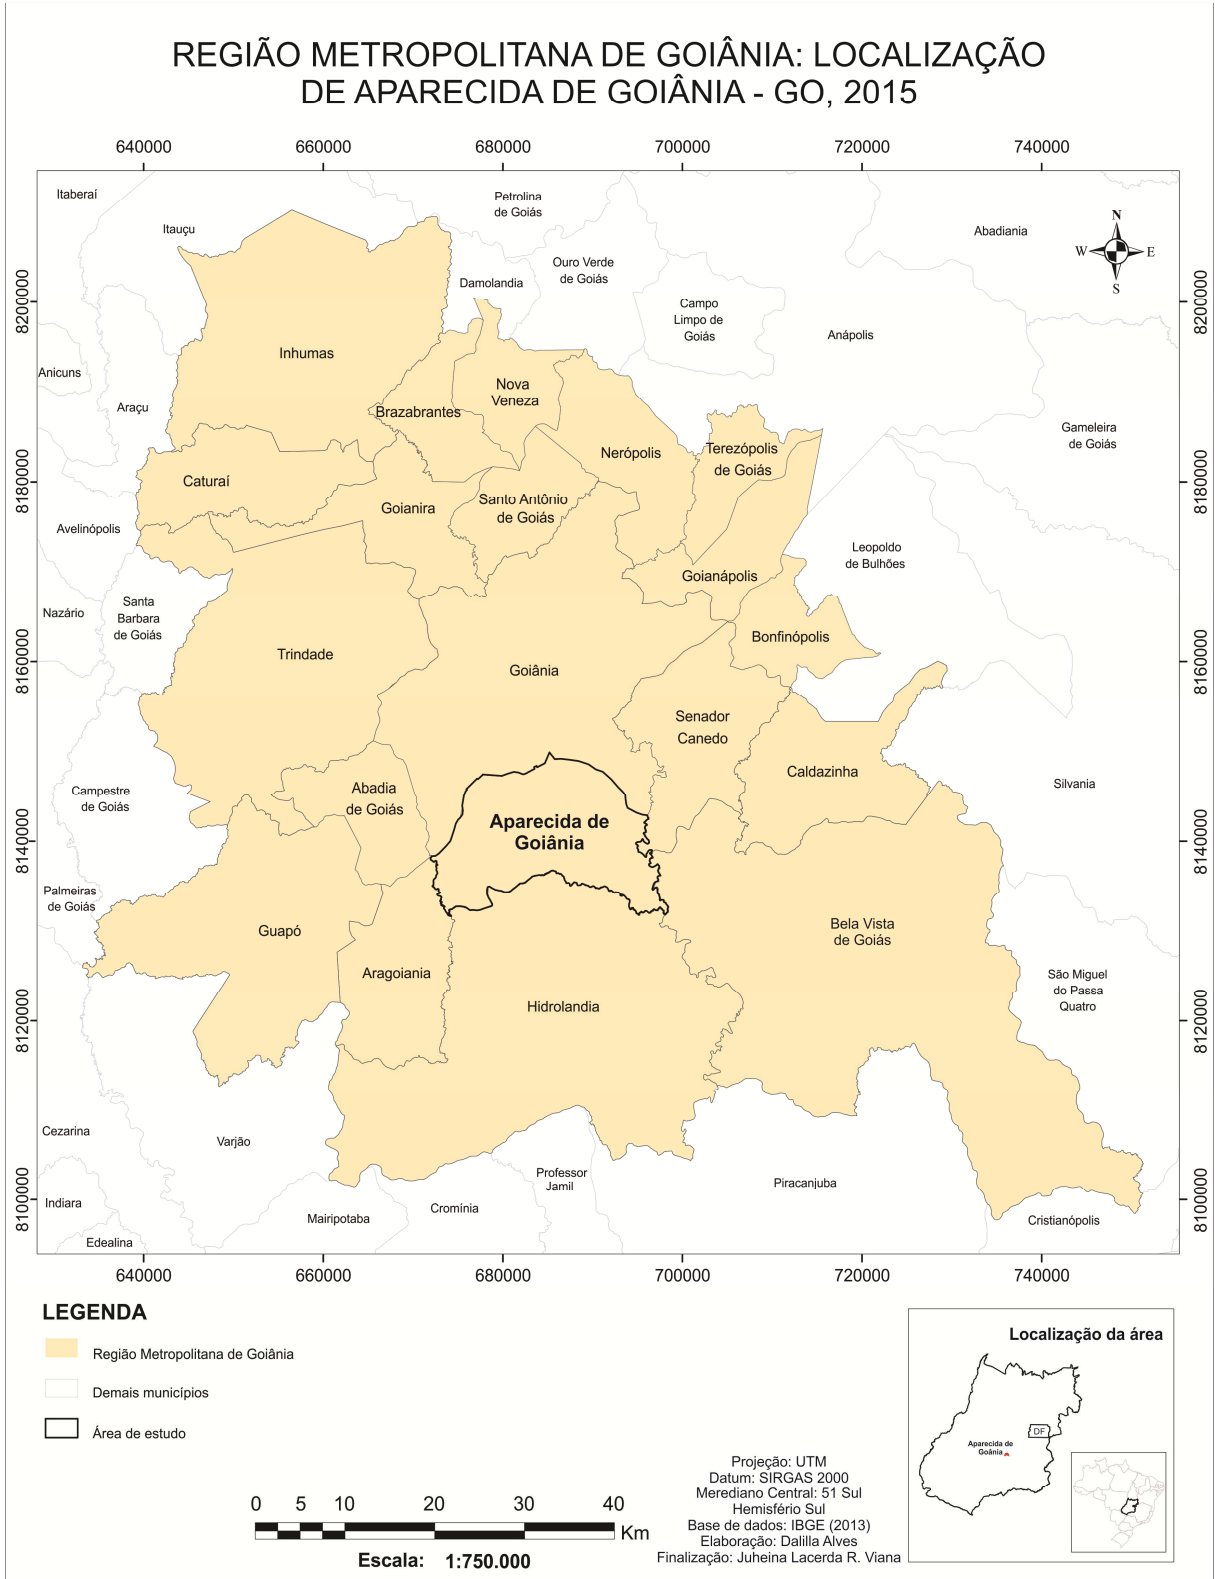 REGIÃO METROPOLITANA DE GOIÂNIA: LOCALIZAÇÃO
DE APARECIDA DE GOIÂNIA - GO, 2015
640000
660000
680000
700000
720000
740000
8200000
8180000
8160000
8140000
8120000
8100000
8200000
8180000
8160000
8140000
8120000
8100000
N
W
E
S
Itaberaí
Itauçu
Petrolina
de Goiás
Abadiania
Ouro Verde
de Goiás
Damolandia
Campo
Limpo de
Goiás
Anápolis
Inhumas
Anicuns
Araçu
Nova
Veneza
Brazabrantes
Gameleira
de Goiás
Nerópolis
Terezópolis
de Goiás
Caturaí
Goianira
Santo Antônio
de Goiás
Avelinópolis
Leopoldo
de Bulhões
Goianápolis
Nazário
Santa
Barbara
de Goiás
Bonfinópolis
Trindade
Goiânia
Senador
Canedo
Caldazinha
Silvania
Campestre
de Goiás
Abadia
de Goiás
Aparecida de
Goiânia
Palmeiras
de Goiás
Guapó
Bela Vista
de Goiás
Aragoiania
São Miguel
do Passa
Quatro
Hidrolandia
Cezarina
Varjão
Professor
Jamil
Piracanjuba
Indiara
Cromínia
Mairipotaba
Cristianópolis
Edealina
640000
660000
680000
700000
720000
740000
LEGENDA
Região Metropolitana de Goiânia
Demais municípios
Área de estudo
0 5 10 20 30 40
Km
Escala: 1:750.000
Projeção: UTM
Datum: SIRGAS 2000
Merediano Central: 51 Sul
Hemisfério Sul
Base de dados: IBGE (2013)
Elaboração: Dalilla Alves
Finalização: Juheina Lacerda R. Viana
Localização da área
DF
Aparecida de
Goânia